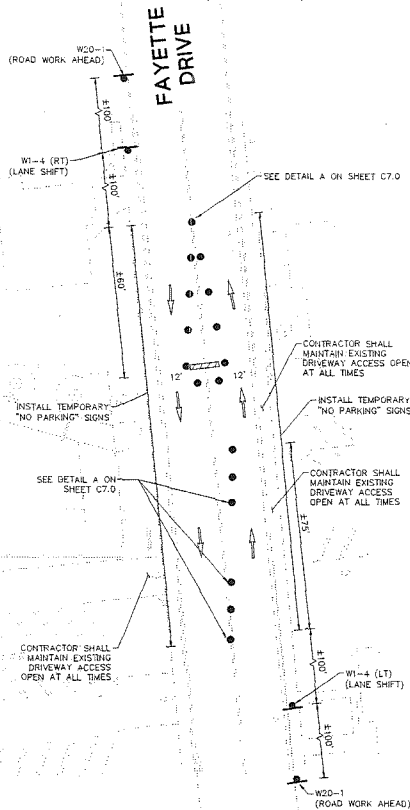 W20-1
(ROAD WORK AHEAD)
FAYETTE
DRIVE
±100'
W1-4 (RT)
(LANE SHIFT)
±100'
SEE DETAIL A ON SHEET C7.0
±60'
CONTRACTOR SHALL
MAINTAIN EXISTING
DRIVEWAY ACCESS OPEN
AT ALL TIMES
12'
12'
INSTALL TEMPORARY
"NO PARKING" SIGNS
INSTALL TEMPORARY
"NO PARKING" SIGNS
SEE DETAIL A ON
SHEET C7.0
CONTRACTOR SHALL
MAINTAIN EXISTING
DRIVEWAY ACCESS
OPEN AT ALL TIMES
±75'
CONTRACTOR SHALL
MAINTAIN EXISTING
DRIVEWAY ACCESS
OPEN AT ALL TIMES
±100'
W1-4 (LT)
(LANE SHIFT)
±100'
W20-1
(ROAD WORK AHEAD)